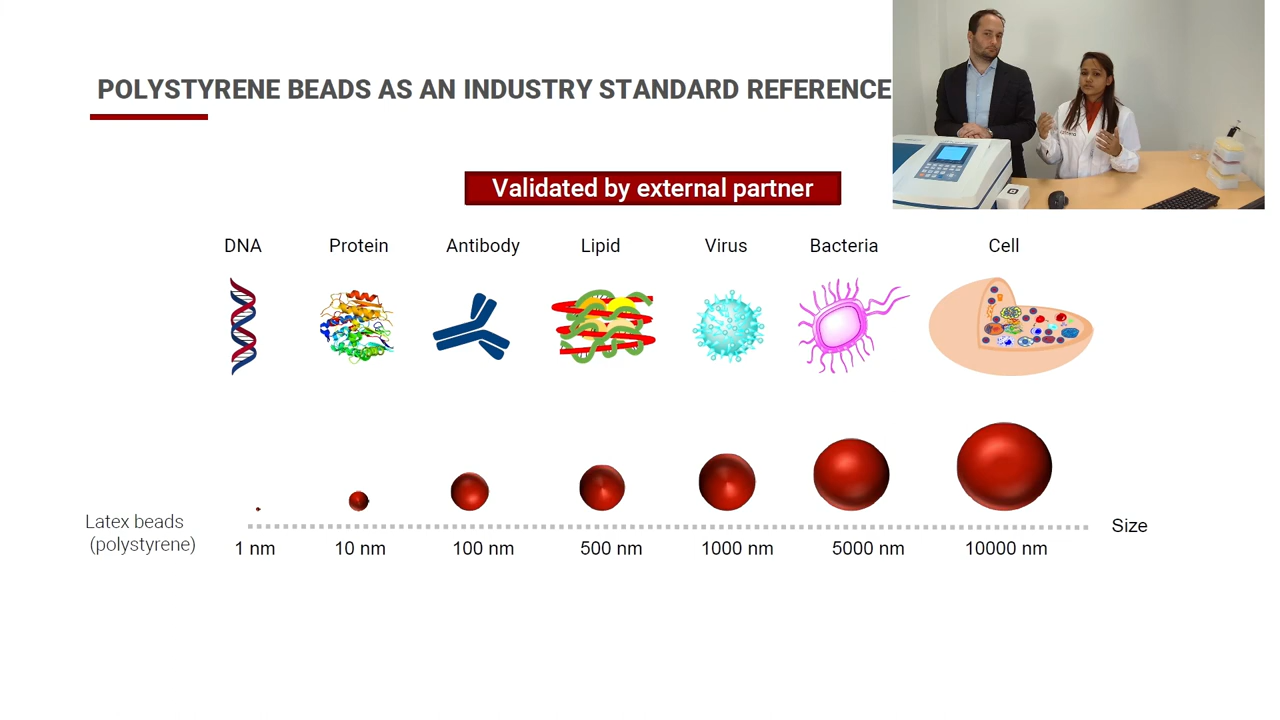 POLYSTYRENE BEADS AS AN INDUSTRY STANDARD REFERENCE
Validated by external partner
DNA Protein Antibody Lipid Virus Bacteria Cell
Latex beads
(polystyrene)
Size
1 nm 10 nm 100 nm 500 nm 1000 nm 5000 nm 10000 nm